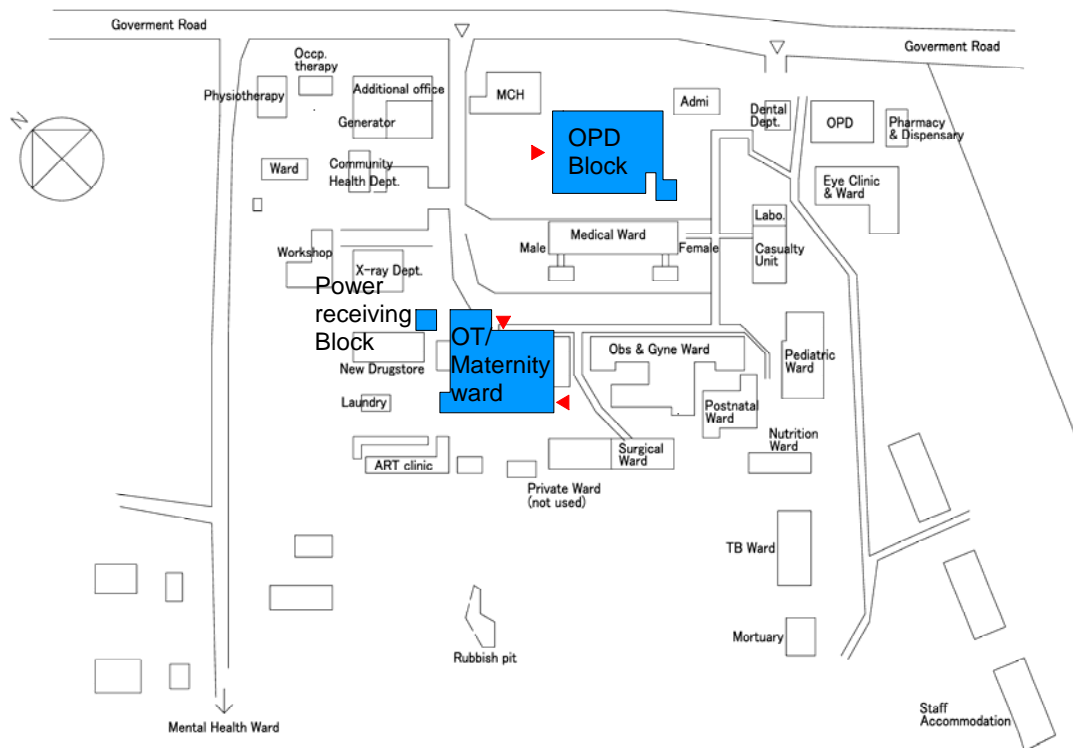 Goverment Road
Goverment Road
N
Occp.
therapy
Physiotherapy
Additional office
Generator
MCH
Admi
Dental
Dept.
OPD
Pharmacy
& Dispensary
OPD
Block
Ward
Community
Health Dept.
Eye Clinic
& Ward
Labo.
Casualty
Unit
Male
Medical Ward
Female
Workshop
X-ray Dept.
Power
receiving
Block
New Drugstore
OT/
Maternity
ward
Obs & Gyne Ward
Pediatric
Ward
Laundry
Postnatal
Ward
Nutrition
Ward
ART clinic
Surgical
Ward
Private Ward
(not used)
TB Ward
Mortuary
Rubbish pit
Staff
Accommodation
Mental Health Ward